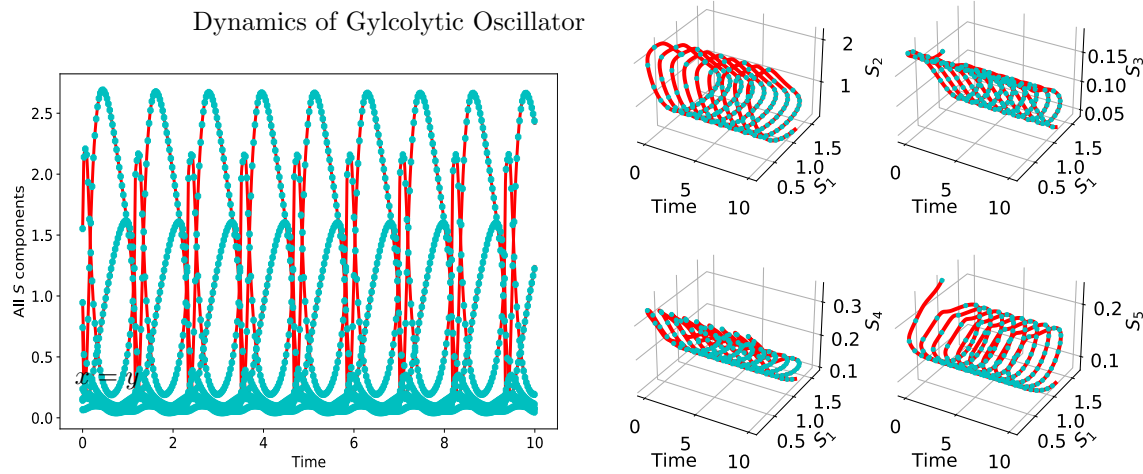 Dynamics of Gylcolytic Oscillator
All s components
2.5
2.0
1.5
1.0
0.5
0.0
x = y
0 2 4 6 8 10
Time
2
1
S₂
0 5 10
Time
0.5 1.0 1.5
S₁
0.15
0.10
0.05
S₃
0 5 10
Time
0.5 1.0 1.5
S₁
0.3
0.2
0.1
S₄
0 5 10
Time
0.5 1.0 1.5
S₁
0.2
0.1
S₅
0 5 10
Time
0.5 1.0 1.5
S₁